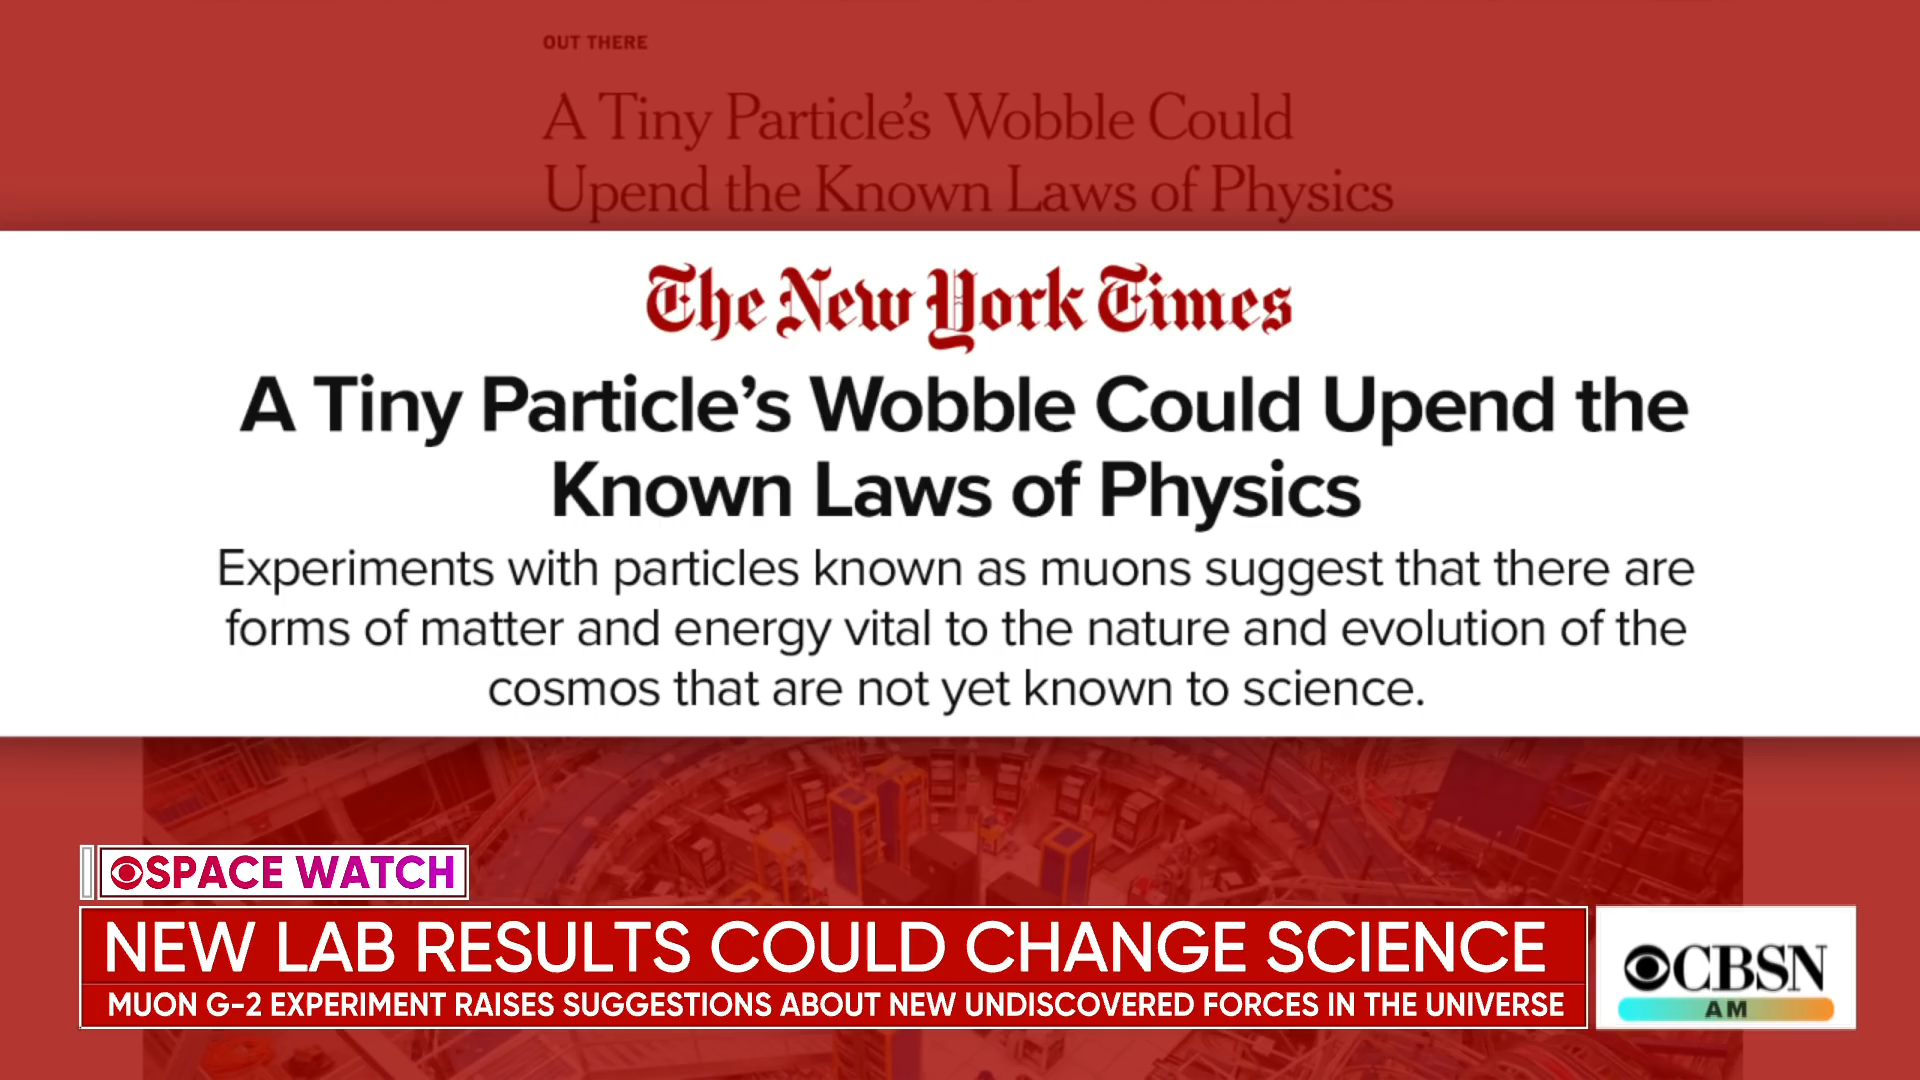 OUT THERE
A Tiny Particle's Wobble Could
Upend the Known Laws of Physics
The New York Times
A Tiny Particle's Wobble Could Upend the
Known Laws of Physics
Experiments with particles known as muons suggest that there are
forms of matter and energy vital to the nature and evolution of the
cosmos that are not yet known to science.
SPACE WATCH
NEW LAB RESULTS COULD CHANGE SCIENCE
MUON G-2 EXPERIMENT RAISES SUGGESTIONS ABOUT NEW UNDISCOVERED FORCES IN THE UNIVERSE
CBSN
AM